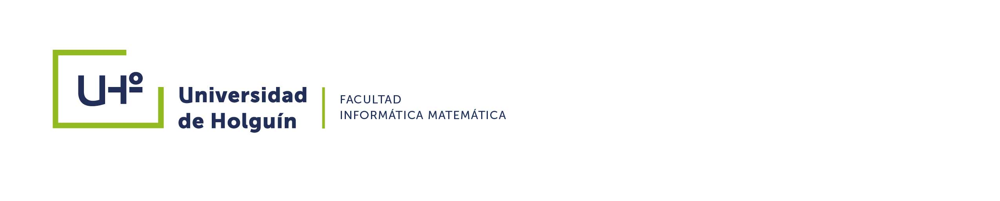 UHº
Universidad
de Holguín
FACULTAD
INFORMÁTICA MATEMÁTICA